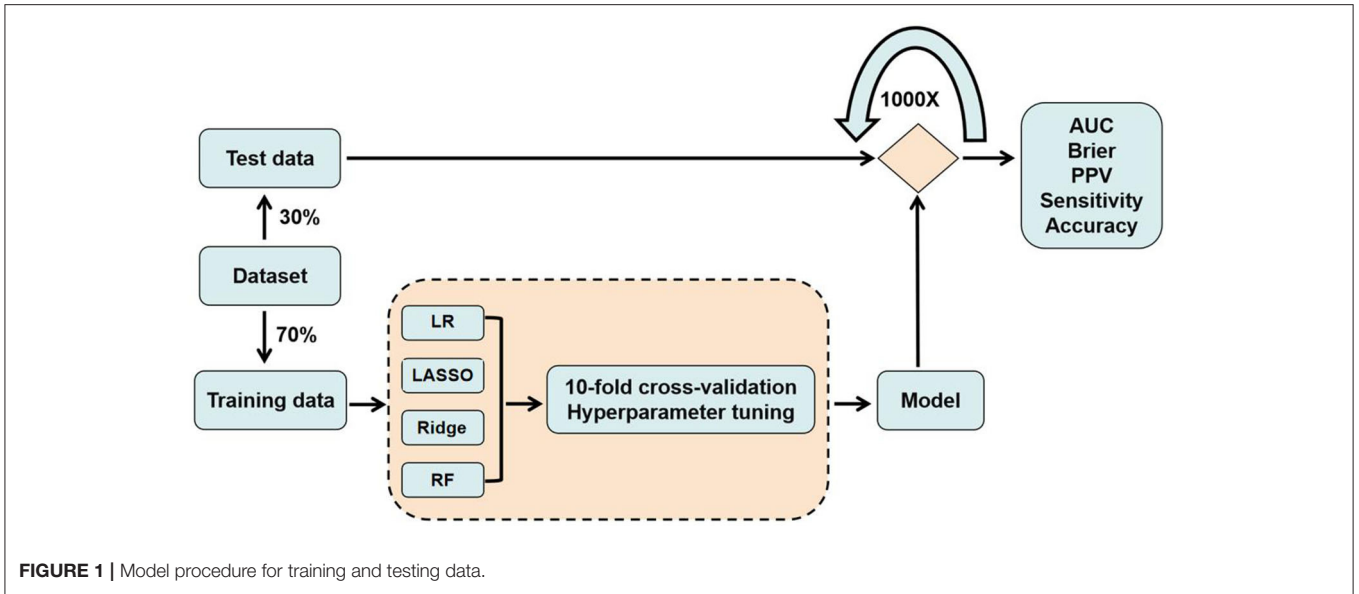 1000X
AUC
Brier
PPV
Sensitivity
Accuracy
Test data
30%
Dataset
70%
Training data
LR
LASSO
Ridge
RF
10-fold cross-validation
Hyperparameter tuning
Model
FIGURE 1 | Model procedure for training and testing data.